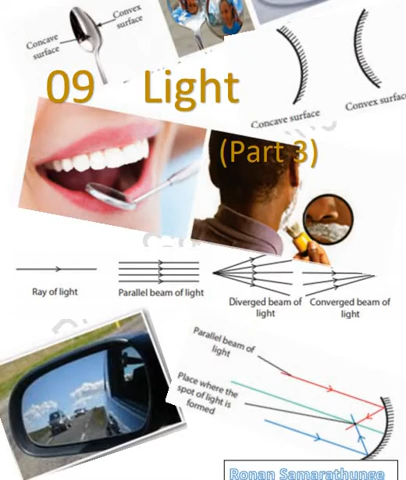 Convex
surface
Concave
surface
Concave surface
Convex surface
09 Light
(Part 3)
Ray of light
Parallel beam of light
Diverged beam of
light
Converged beam of
light
Parallel beam of
light
Place where the
spot of light is
formed
Ronan Samarathunge